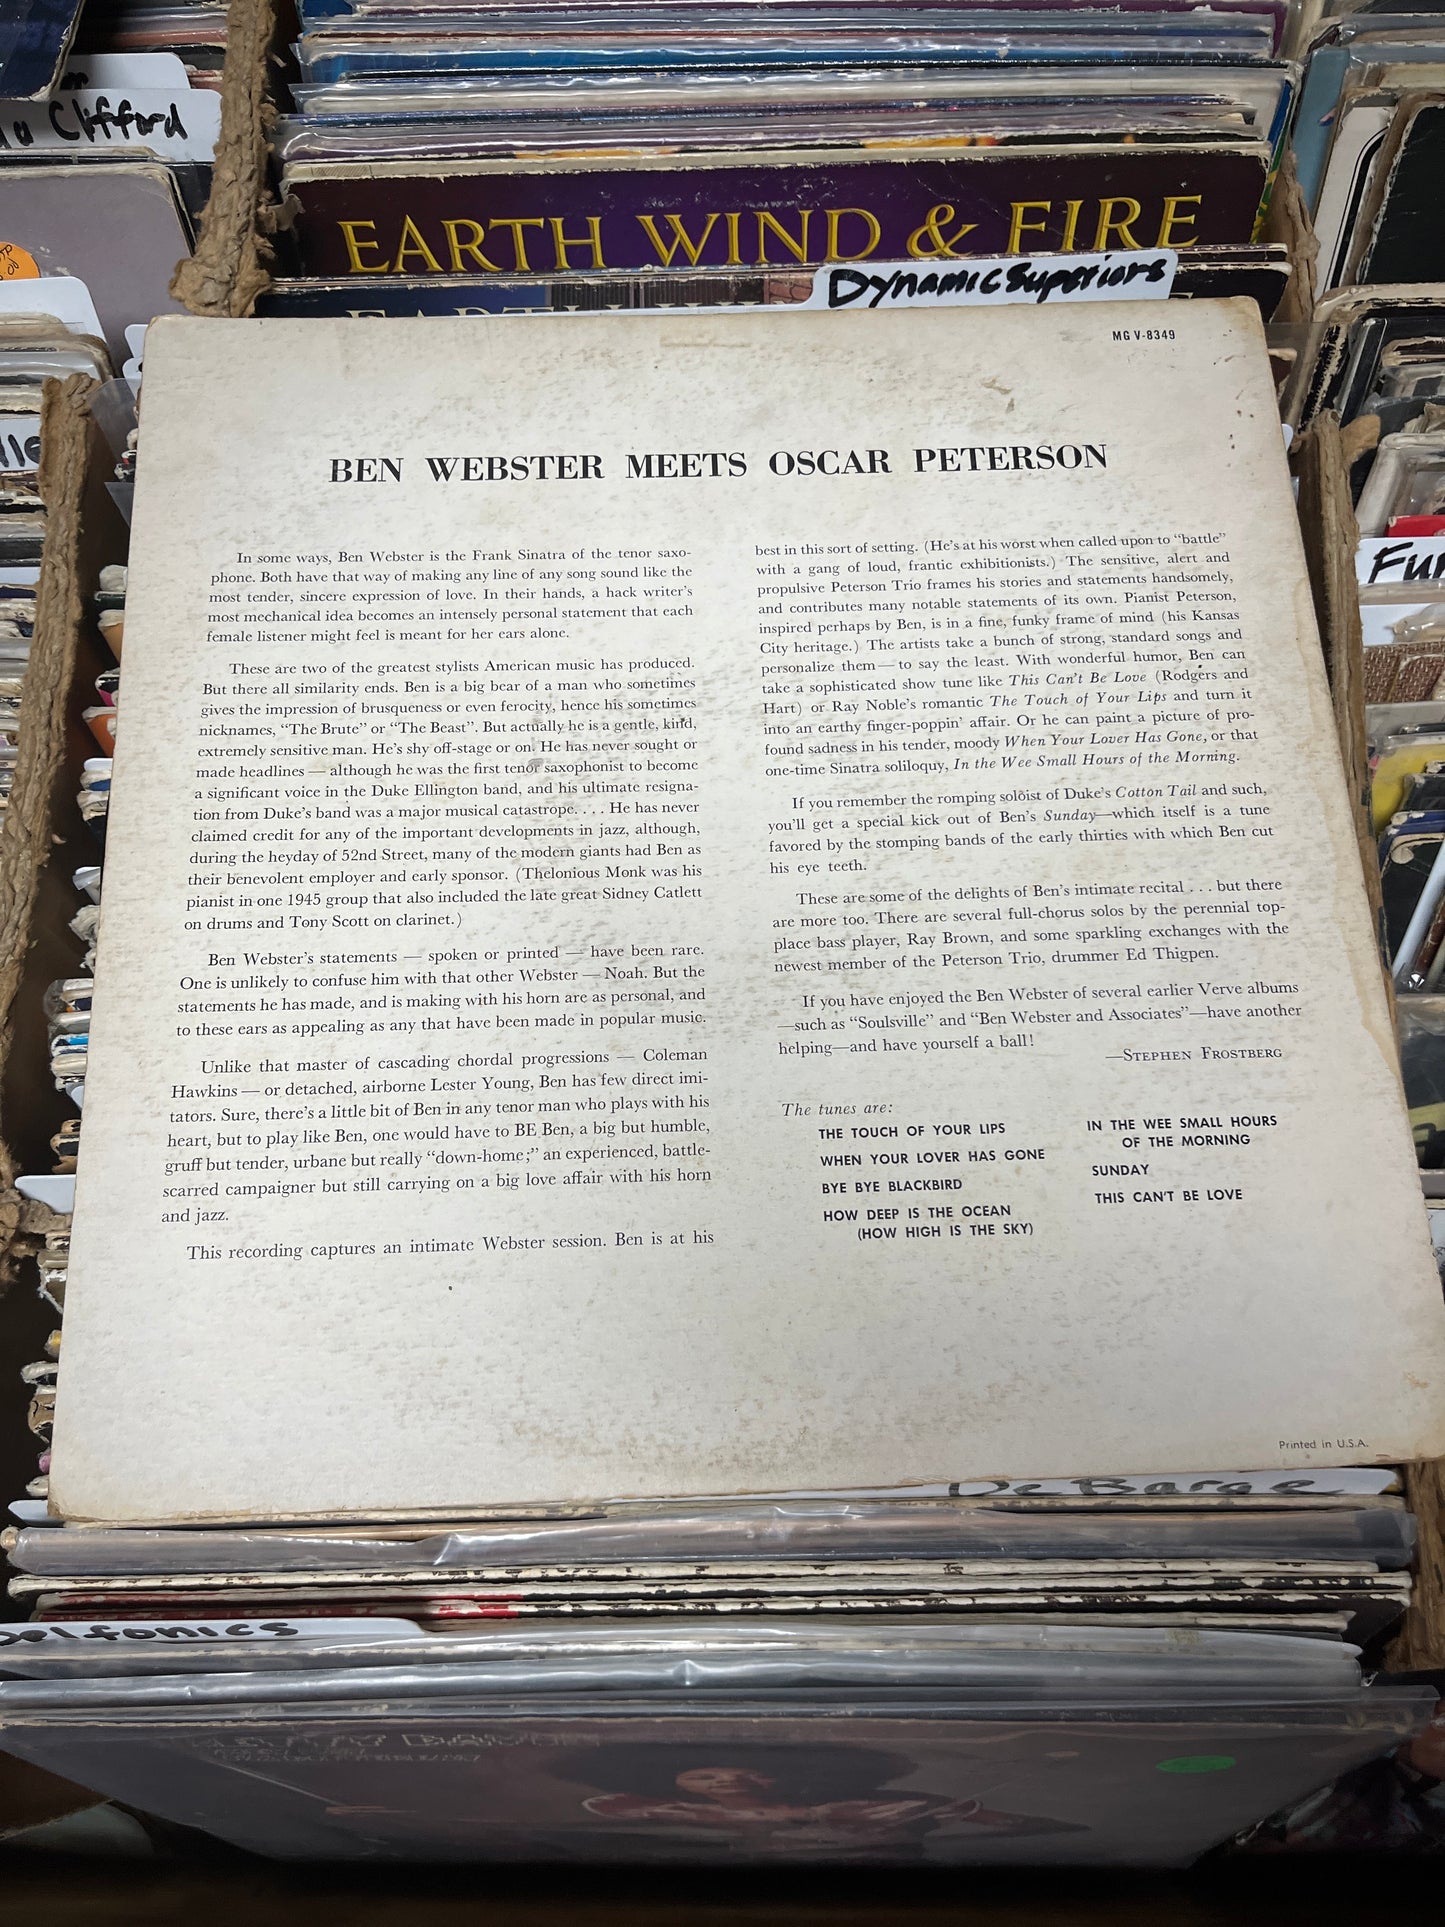 Clifford
EARTH WIND & FIRE
Dynamic Superiors
MG V-8349
BEN WEBSTER MEETS OSCAR PETERSON
In some ways, Ben Webster is the Frank Sinatra of the tenor saxo-
phone. Both have that way of making any line of any song sound like the
most tender, sincere expression of love. In their hands, a hack writer's
most mechanical idea becomes an intensely personal statement that each
female listener might feel is meant for her ears alone.
These are two of the greatest stylists American music has produced.
But there all similarity ends. Ben is a big bear of a man who sometimes
gives the impression of brusqueness or even ferocity, hence his sometimes
nicknames, "The Brute" or "The Beast". But actually he is a gentle, kind,
extremely sensitive man. He's shy off-stage or on. He has never sought or
made headlines — although he was the first tenor saxophonist to become
a significant voice in the Duke Ellington band, and his ultimate resigna-
tion from Duke's band was a major musical catastrophe. . . . He has never
claimed credit for any of the important developments in jazz, although,
during the heyday of 52nd Street, many of the modern giants had Ben as
their benevolent employer and early sponsor. (Thelonious Monk was his
pianist in one 1945 group that also included the late great Sidney Catlett
on drums and Tony Scott on clarinet.)
Ben Webster's statements — spoken or printed — have been rare.
One is unlikely to confuse him with that other Webster — Noah. But the
statements he has made, and is making with his horn are as personal, and
to these ears as appealing as any that have been made in popular music.
Unlike that master of cascading chordal progressions — Coleman
Hawkins — or detached, airborne Lester Young, Ben has few direct imi-
tators. Sure, there's a little bit of Ben in any tenor man who plays with his
heart, but to play like Ben, one would have to BE Ben, a big but humble,
gruff but tender, urbane but really "down-home;" an experienced, battle-
scarred campaigner but still carrying on a big love affair with his horn
and jazz.
This recording captures an intimate Webster session. Ben is at his
best in this sort of setting. (He's at his worst when called upon to "battle"
with a gang of loud, frantic exhibitionists.) The sensitive, alert and
propulsive Peterson Trio frames his stories and statements handsomely,
and contributes many notable statements of its own. Pianist Peterson,
inspired perhaps by Ben, is in a fine, funky frame of mind (his Kansas
City heritage.) The artists take a bunch of strong, standard songs and
personalize them — to say the least. With wonderful humor, Ben can
take a sophisticated show tune like This Can't Be Love (Rodgers and
Hart) or Ray Noble's romantic The Touch of Your Lips and turn it
into an earthy finger-poppin' affair. Or he can paint a picture of pro-
found sadness in his tender, moody When Your Lover Has Gone, or that
one-time Sinatra soliloquy, In the Wee Small Hours of the Morning.
If you remember the romping soloist of Duke's Cotton Tail and such,
you'll get a special kick out of Ben's Sunday—which itself is a tune
favored by the stomping bands of the early thirties with which Ben cut
his eye teeth.
These are some of the delights of Ben's intimate recital . . . but there
are more too. There are several full-chorus solos by the perennial top-
place bass player, Ray Brown, and some sparkling exchanges with the
newest member of the Peterson Trio, drummer Ed Thigpen.
If you have enjoyed the Ben Webster of several earlier Verve albums
—such as "Soulsville" and "Ben Webster and Associates"—have another
helping—and have yourself a ball!
—STEPHEN FROSTBERG
The tunes are:
THE TOUCH OF YOUR LIPS
WHEN YOUR LOVER HAS GONE
BYE BYE BLACKBIRD
HOW DEEP IS THE OCEAN
(HOW HIGH IS THE SKY)
IN THE WEE SMALL HOURS
OF THE MORNING
SUNDAY
THIS CAN'T BE LOVE
Printed in U.S.A.
DeBarge
Delfonics